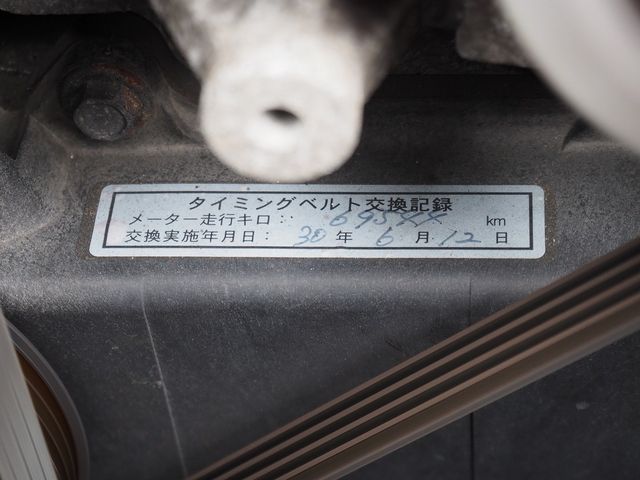 タイミングベルト交換記録
メーター走行キロ: 69544 km
交換実施年月日: 30 年 6 月 12 日